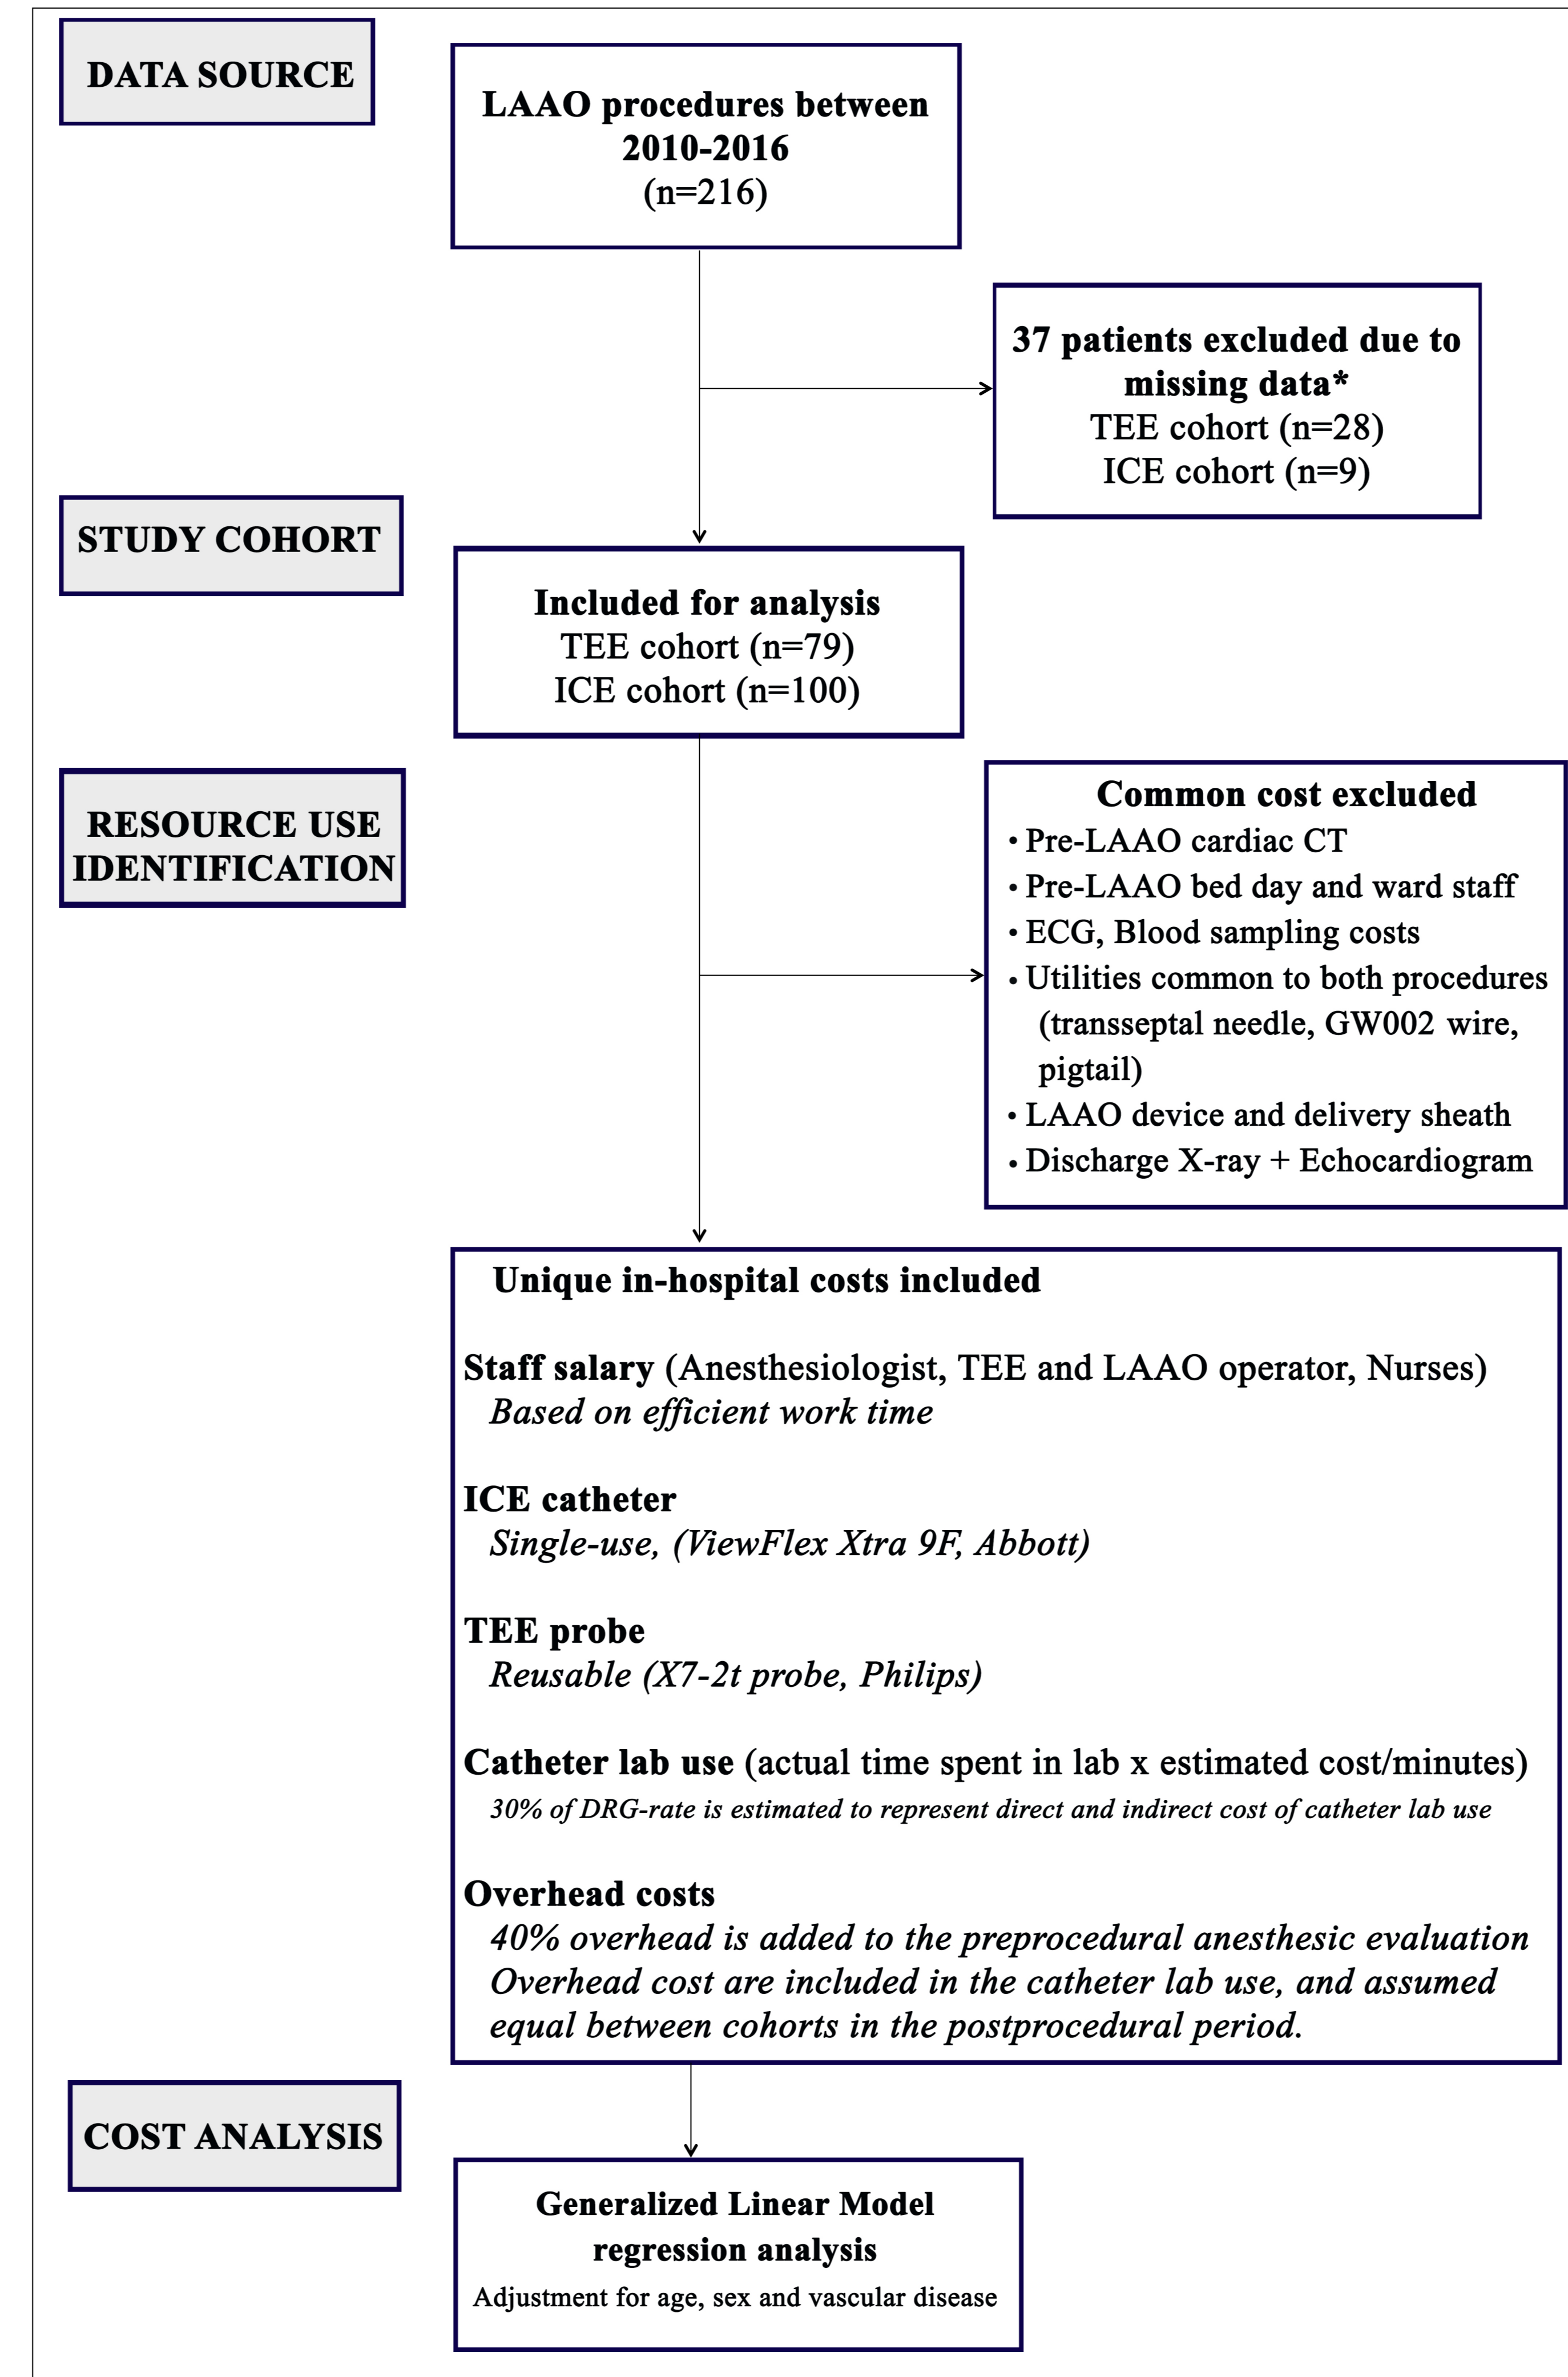 DATA SOURCE
LAAO procedures between
2010-2016
(n=216)
37 patients excluded due to
missing data*
TEE cohort (n=28)
ICE cohort (n=9)
STUDY COHORT
Included for analysis
TEE cohort (n=79)
ICE cohort (n=100)
RESOURCE USE
IDENTIFICATION
Common cost excluded
• Pre-LAAO cardiac CT
• Pre-LAAO bed day and ward staff
• ECG, Blood sampling costs
• Utilities common to both procedures
(transseptal needle, GW002 wire,
pigtail)
• LAAO device and delivery sheath
• Discharge X-ray + Echocardiogram
Unique in-hospital costs included
Staff salary (Anesthesiologist, TEE and LAAO operator, Nurses)
Based on efficient work time
ICE catheter
Single-use, (ViewFlex Xtra 9F, Abbott)
TEE probe
Reusable (X7-2t probe, Philips)
Catheter lab use (actual time spent in lab x estimated cost/minutes)
30% of DRG-rate is estimated to represent direct and indirect cost of catheter lab use
Overhead costs
40% overhead is added to the preprocedural anesthesic evaluation
Overhead cost are included in the catheter lab use, and assumed
equal between cohorts in the postprocedural period.
COST ANALYSIS
Generalized Linear Model
regression analysis
Adjustment for age, sex and vascular disease